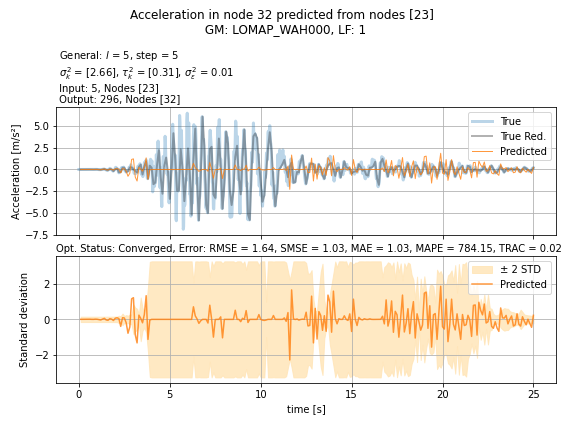 Acceleration in node 32 predicted from nodes [23]
GM: LOMAP_WAH000, LF: 1
General: l = 5, step = 5
σ²ₖ = [2.66], τ²ₖ = [0.31], σ²ₑ = 0.01
Input: 5, Nodes [23]
Output: 296, Nodes [32]
Acceleration [m/s²]
5.0
2.5
0.0
−2.5
−5.0
−7.5
True
True Red.
Predicted
Opt. Status: Converged, Error: RMSE = 1.64, SMSE = 1.03, MAE = 1.03, MAPE = 784.15, TRAC = 0.02
Standard deviation
2
0
−2
± 2 STD
Predicted
0
5
10
15
20
25
time [s]